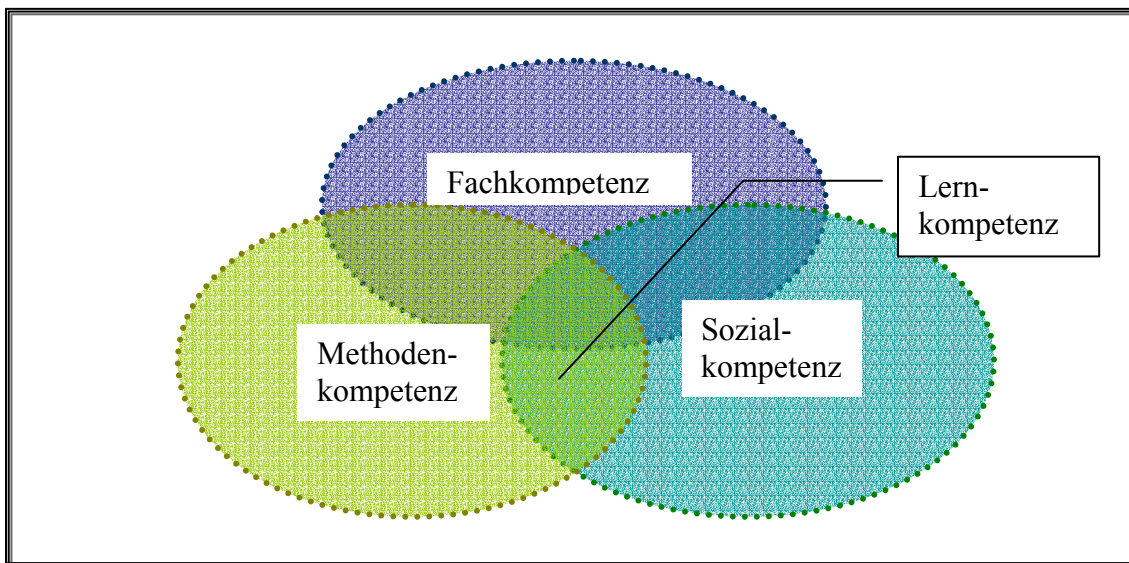 Fachkompetenz
Lern-
kompetenz
Methoden-
kompetenz
Sozial-
kompetenz